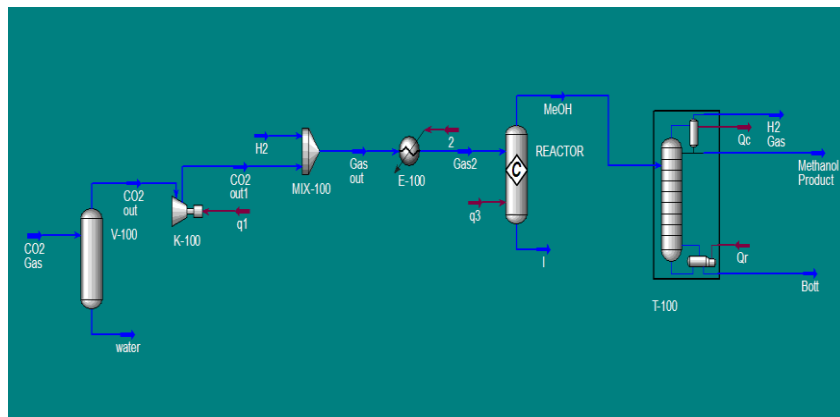 CO2
Gas
V-100
water
CO2
out
K-100
q1
H2
CO2
out1
MIX-100
Gas
out
E-100
2
Gas2
MeOH
REACTOR
C
q3
l
T-100
Qc
H2
Gas
Methanol
Product
Qr
Bott